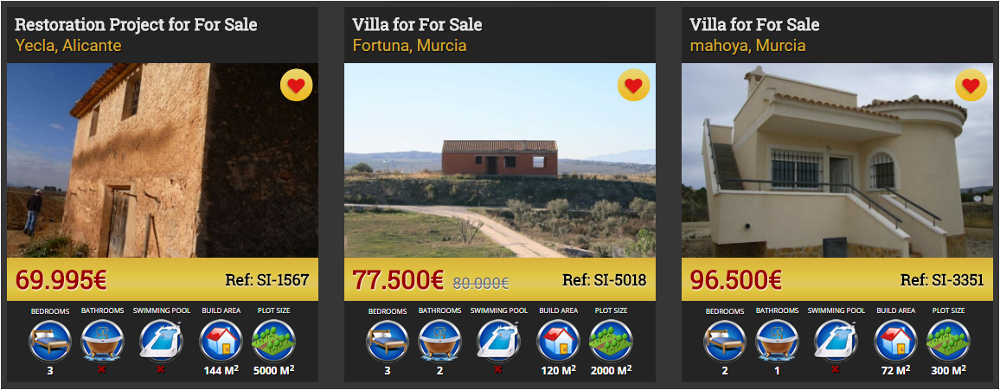 Restoration Project for For Sale
Yecla, Alicante
69.995€
Ref: SI-1567
BEDROOMS BATHROOMS SWIMMING POOL BUILD AREA PLOT SIZE
3 144 M² 5000 M²
Villa for For Sale
Fortuna, Murcia
77.500€ 80.000€
Ref: SI-5018
BEDROOMS BATHROOMS SWIMMING POOL BUILD AREA PLOT SIZE
3 2 120 M² 2000 M²
Villa for For Sale
mahoya, Murcia
96.500€
Ref: SI-3351
BEDROOMS BATHROOMS SWIMMING POOL BUILD AREA PLOT SIZE
2 1 72 M² 300 M²